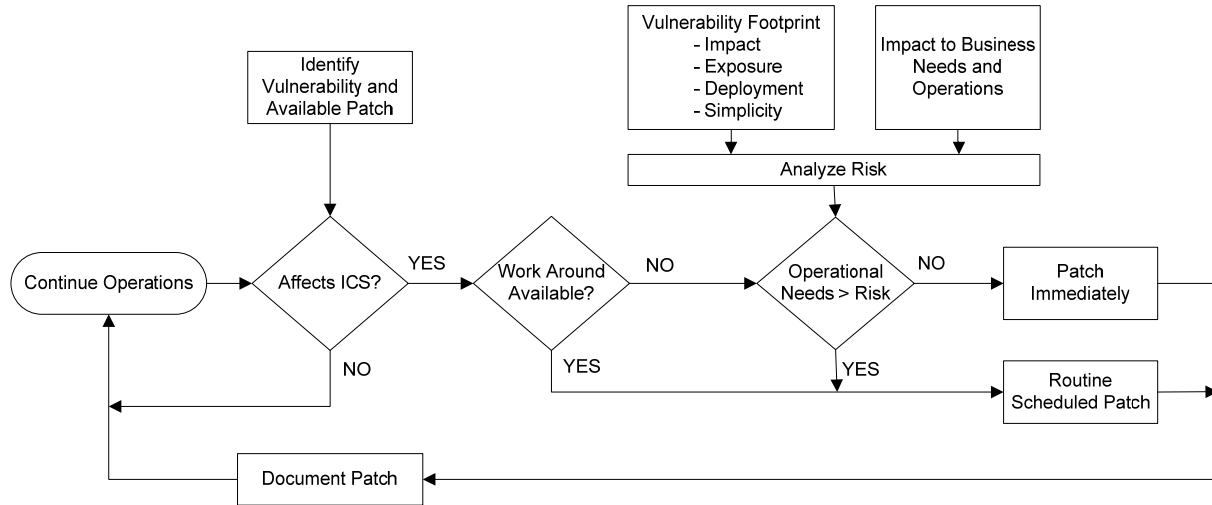 Vulnerability Footprint
- Impact
- Exposure
- Deployment
- Simplicity
Impact to Business
Needs and
Operations
Identify
Vulnerability and
Available Patch
Analyze Risk
Continue Operations
Affects ICS?
YES
NO
Work Around
Available?
NO
YES
Operational
Needs > Risk
NO
YES
Patch
Immediately
Routine
Scheduled Patch
Document Patch